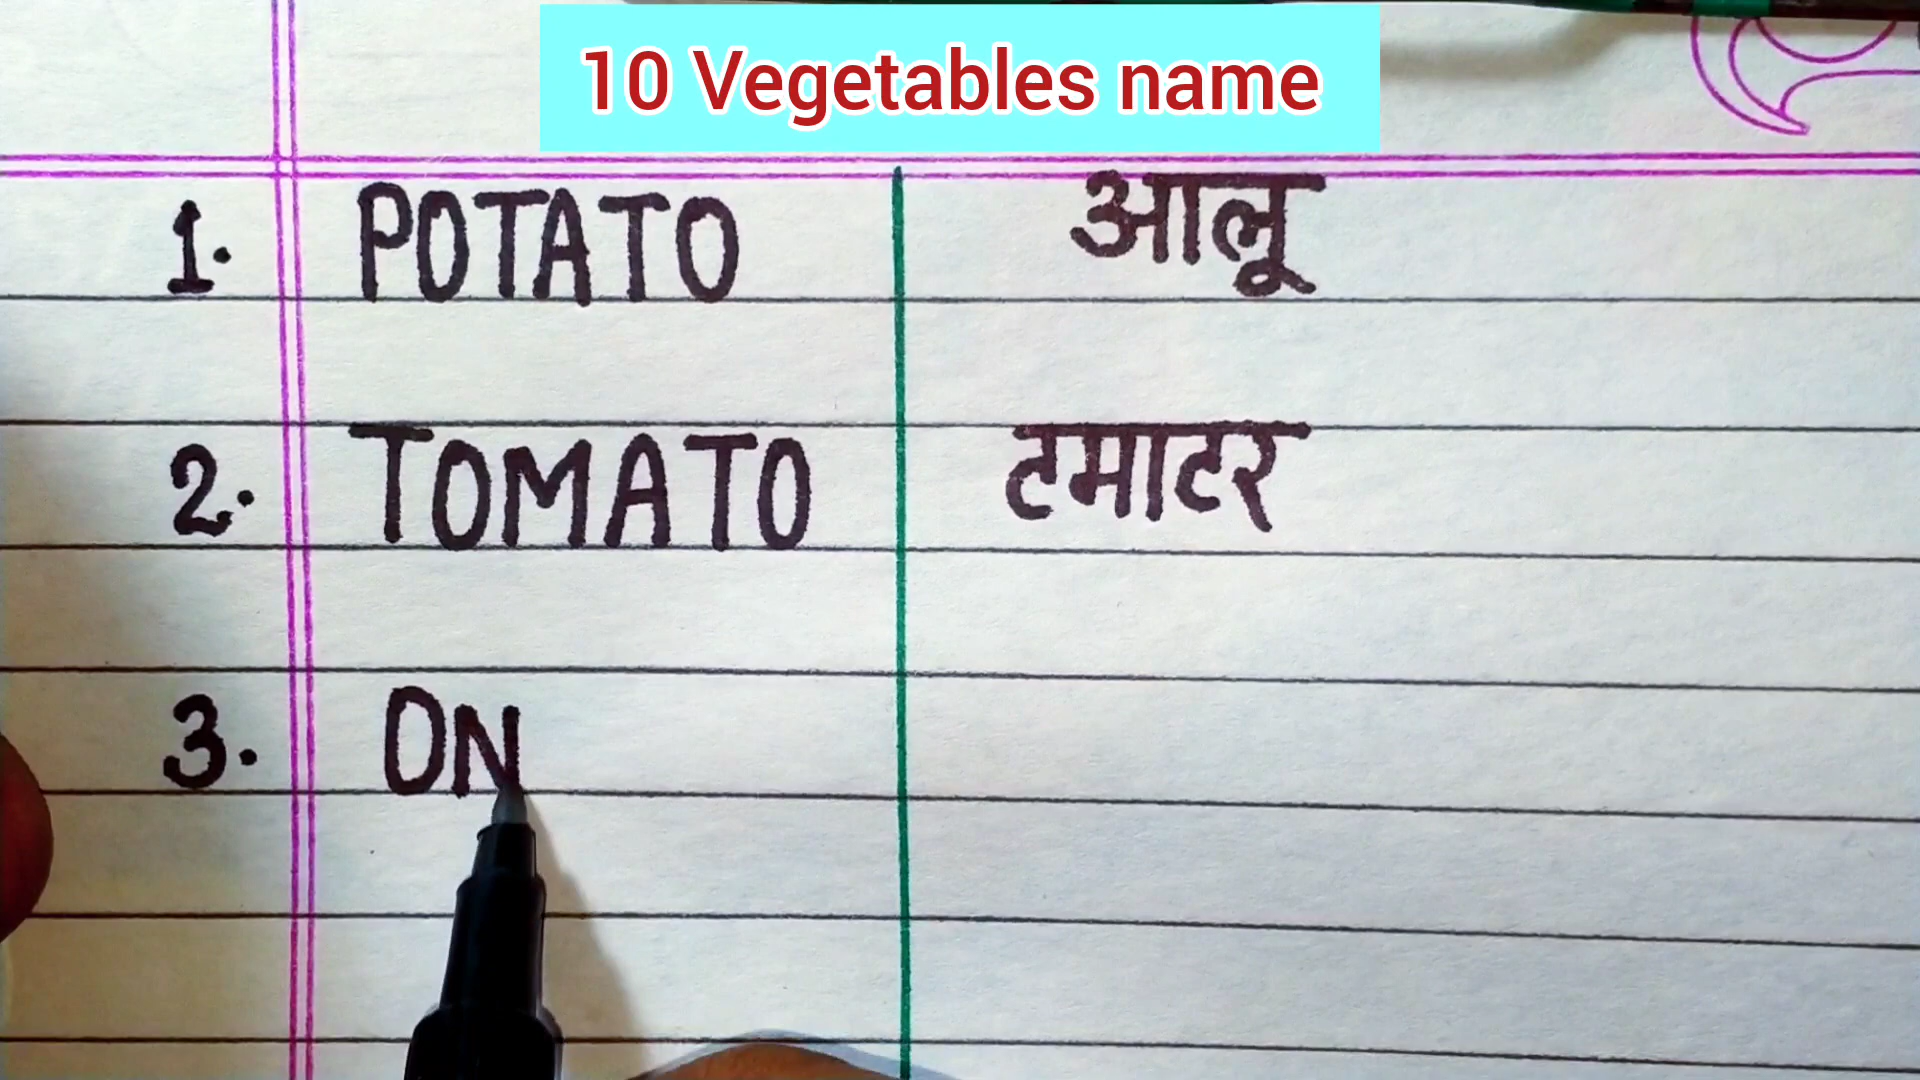 10 Vegetables name
1. POTATO आलू
2. TOMATO टमाटर
3. ON